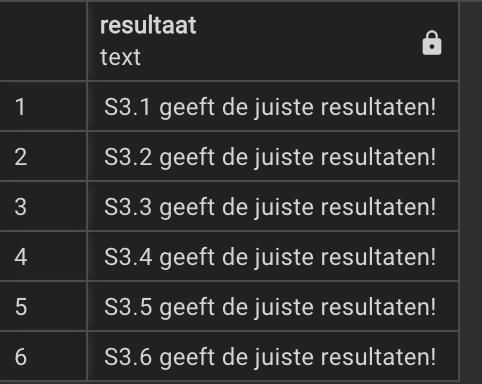 resultaat
text
1 S3.1 geeft de juiste resultaten!
2 S3.2 geeft de juiste resultaten!
3 S3.3 geeft de juiste resultaten!
4 S3.4 geeft de juiste resultaten!
5 S3.5 geeft de juiste resultaten!
6 S3.6 geeft de juiste resultaten!